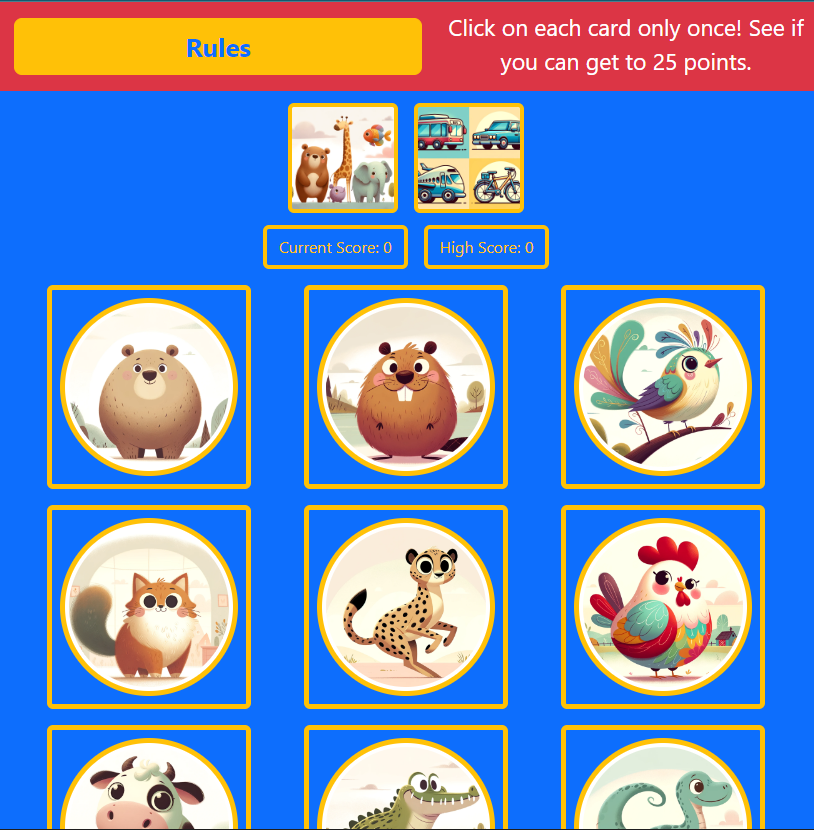 Rules
Click on each card only once! See if
you can get to 25 points.
Current Score: 0
High Score: 0